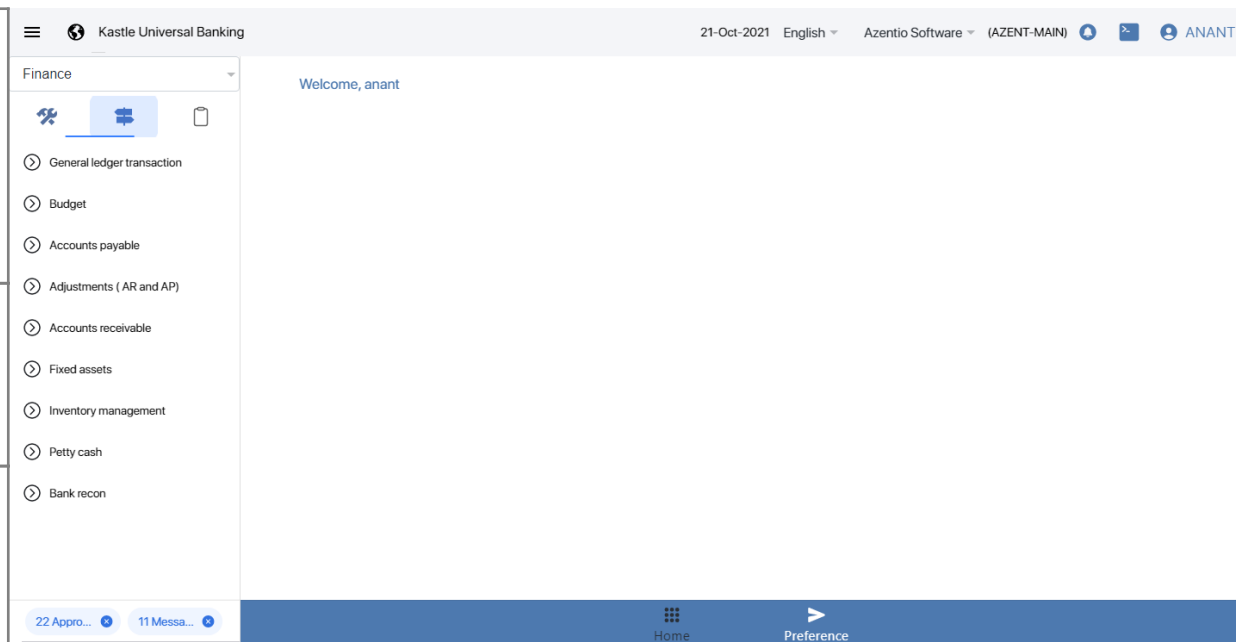 Kastle Universal Banking
21-Oct-2021 English Azentio Software (AZENT-MAIN) ANANT
Finance
Welcome, anant
General ledger transaction
Budget
Accounts payable
Adjustments ( AR and AP)
Accounts receivable
Fixed assets
Inventory management
Petty cash
Bank recon
22 Appro... 11 Messa...
Home Preference